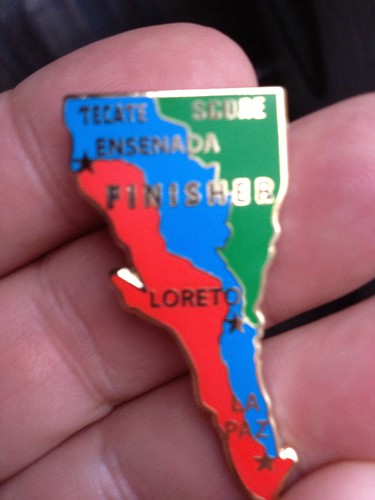 TECATE SCORE
ENSENADA
FINISHER
LORETO
LA
PAZ